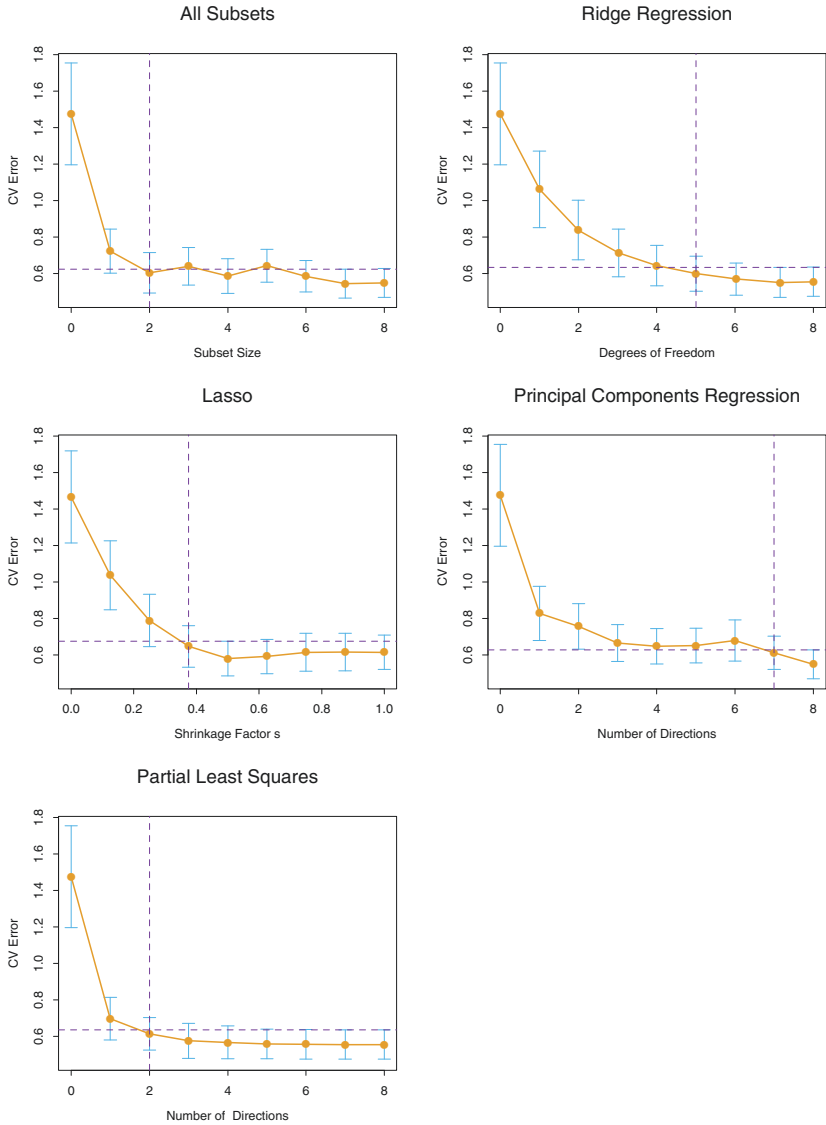 All Subsets
1.8
1.6
1.4
1.2
1.0
0.8
0.6
CV Error
0 2 4 6 8
Subset Size
Ridge Regression
1.8
1.6
1.4
1.2
1.0
0.8
0.6
CV Error
0 2 4 6 8
Degrees of Freedom
Lasso
1.8
1.6
1.4
1.2
1.0
0.8
0.6
CV Error
0.0 0.2 0.4 0.6 0.8 1.0
Shrinkage Factor s
Principal Components Regression
1.8
1.6
1.4
1.2
1.0
0.8
0.6
CV Error
0 2 4 6 8
Number of Directions
Partial Least Squares
1.8
1.6
1.4
1.2
1.0
0.8
0.6
CV Error
0 2 4 6 8
Number of Directions